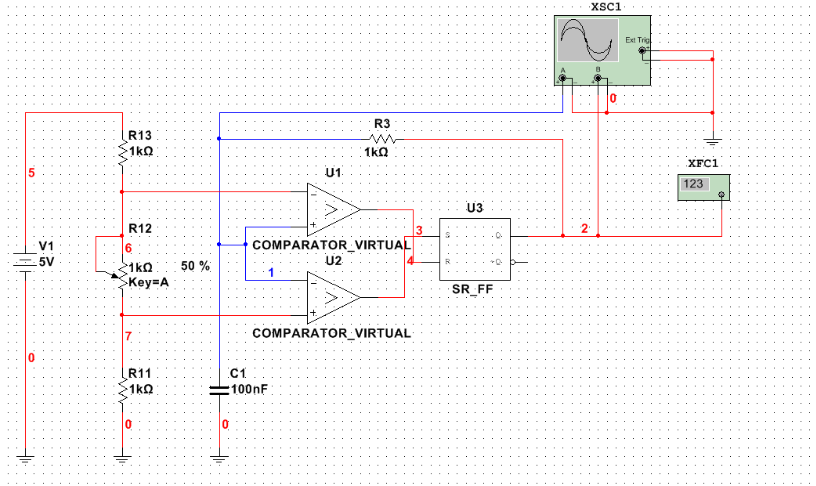 XSC1
Ext Trig
+
_
A
B
+ _ + _
0
R3
1kΩ
XFC1
123
R13
1kΩ
5
U1
−
+
COMPARATOR_VIRTUAL
R12
6
1kΩ
Key=A
50 %
V1
5V
U3
S Q
R ~Q
SR_FF
3
4
2
U2
1
−
+
COMPARATOR_VIRTUAL
7
0
R11
1kΩ
C1
100nF
0
0